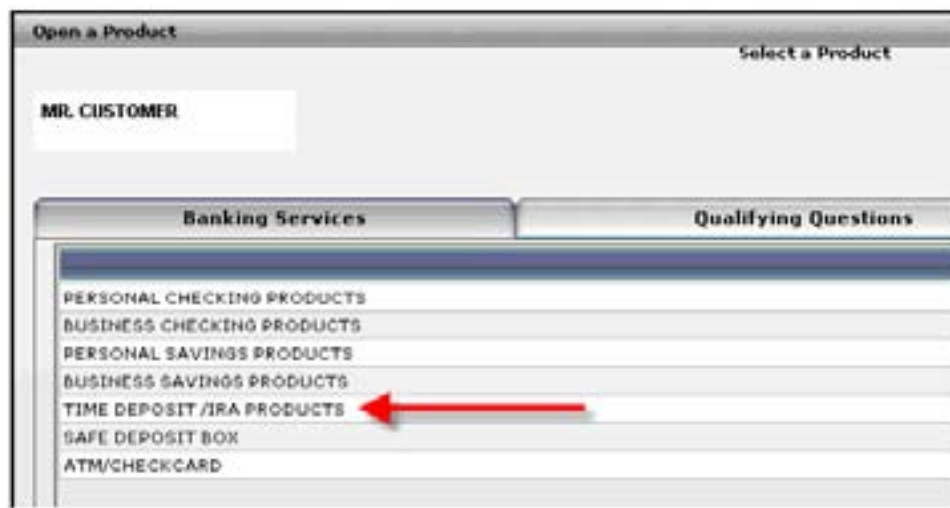 Open a Product
Select a Product
MR. CUSTOMER
Banking Services
Qualifying Questions
PERSONAL CHECKING PRODUCTS
BUSINESS CHECKING PRODUCTS
PERSONAL SAVINGS PRODUCTS
BUSINESS SAVINGS PRODUCTS
TIME DEPOSIT /IRA PRODUCTS
SAFE DEPOSIT BOX
ATM/CHECKCARD